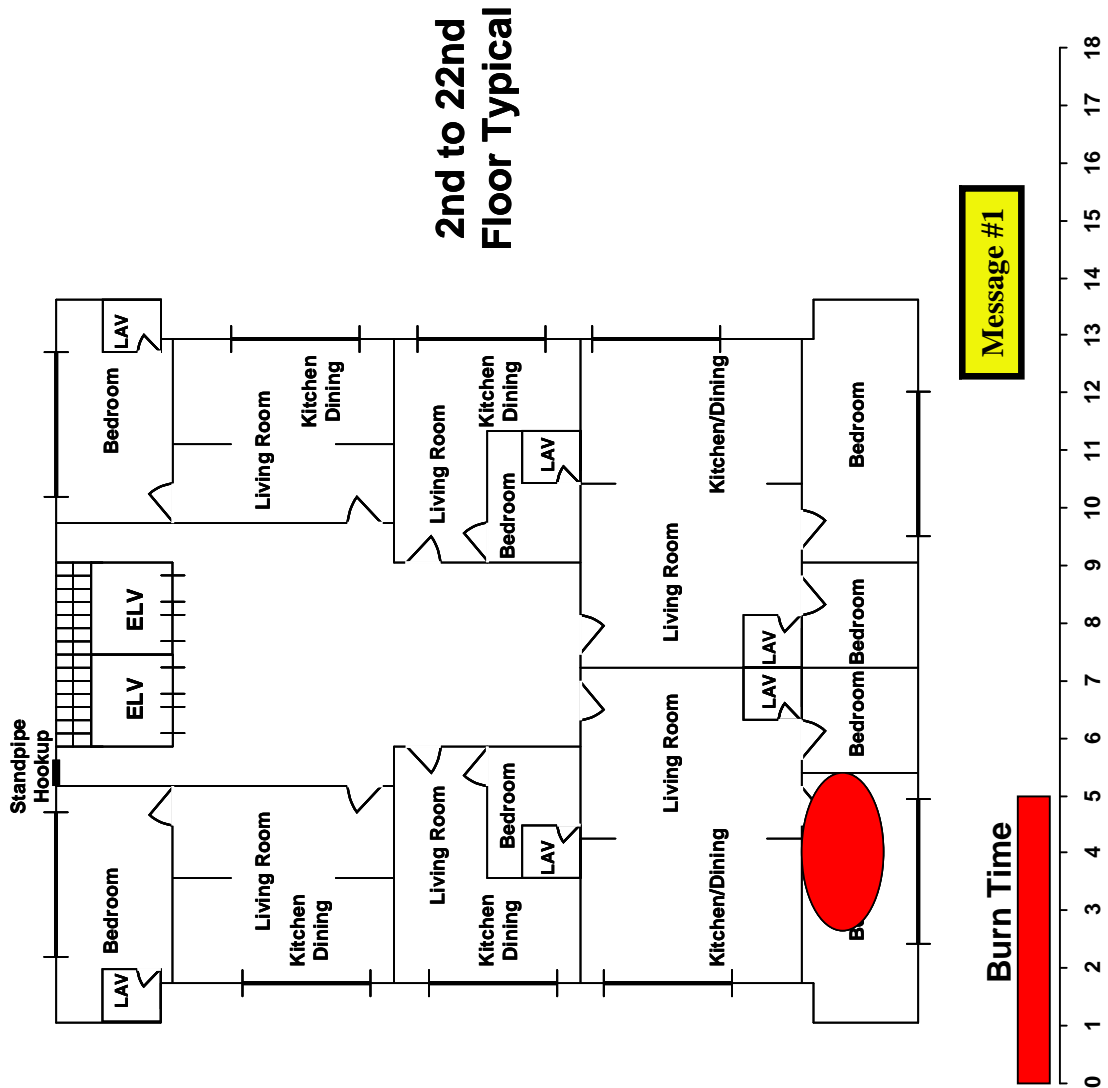 Standpipe
Hookup
LAV
Bedroom
ELV
ELV
Bedroom
LAV
Living Room
Kitchen
Dining
Living Room
Kitchen
Dining
2nd to 22nd
Floor Typical
Living Room
Kitchen
Dining
Bedroom
LAV
Living Room
Kitchen
Dining
Bedroom
LAV
Living Room
Kitchen/Dining
Living Room
Kitchen/Dining
LAV
LAV
Bedroom
Bedroom
Bedroom
Burn Time
Message #1
0 1 2 3 4 5 6 7 8 9 10 11 12 13 14 15 16 17 18